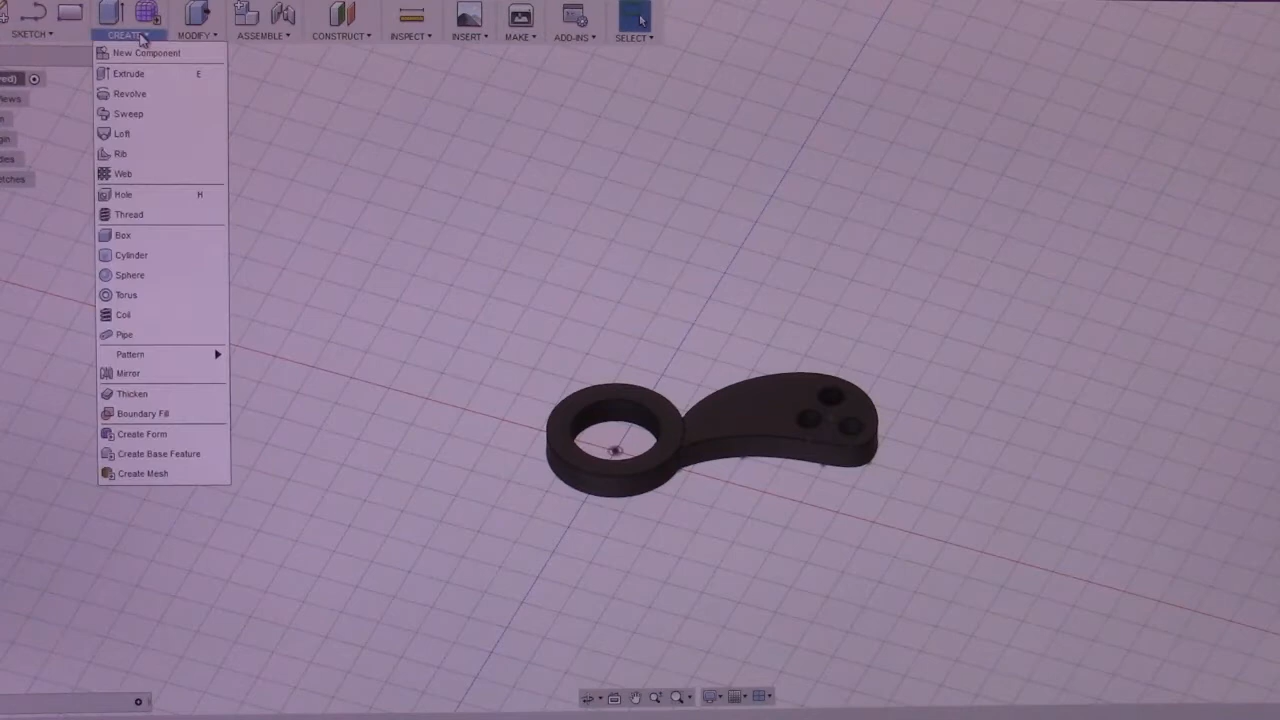 SKETCH
CREATE
MODIFY
ASSEMBLE
CONSTRUCT
INSPECT
INSERT
MAKE
ADD-INS
SELECT
New Component
Extrude E
Revolve
Sweep
Loft
Rib
Web
Hole H
Thread
Box
Cylinder
Sphere
Torus
Coil
Pipe
Pattern
Mirror
Thicken
Boundary Fill
Create Form
Create Base Feature
Create Mesh